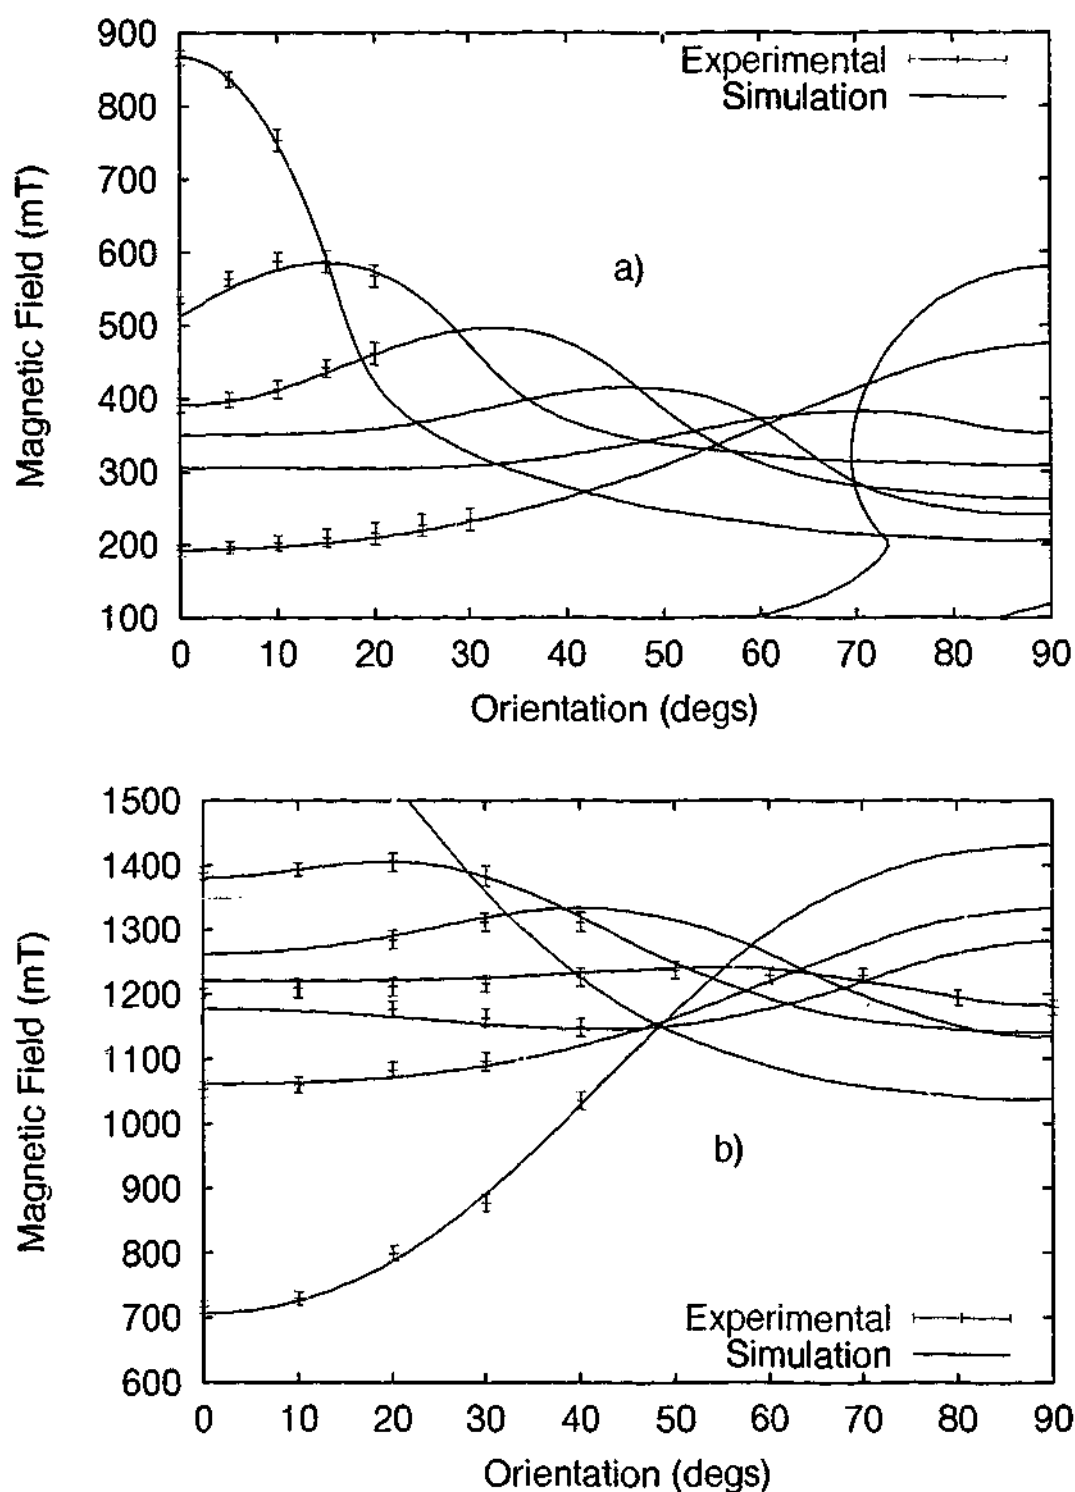 900
800
700
600
500
400
300
200
100
Magnetic Field (mT)
Experimental
Simulation
a)
0 10 20 30 40 50 60 70 80 90
Orientation (degs)
1500
1400
1300
1200
1100
1000
900
800
700
600
Magnetic Field (mT)
b)
Experimental
Simulation
0 10 20 30 40 50 60 70 80 90
Orientation (degs)